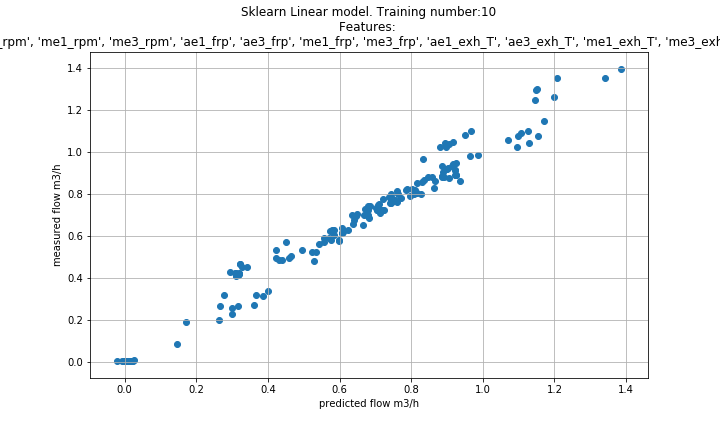 Sklearn Linear model. Training number:10
Features:
_rpm', 'me1_rpm', 'me3_rpm', 'ae1_frp', 'ae3_frp', 'me1_frp', 'me3_frp', 'ae1_exh_T', 'ae3_exh_T', 'me1_exh_T', 'me3_exh
1.4
1.2
1.0
0.8
0.6
0.4
0.2
0.0
measured flow m3/h
0.0 0.2 0.4 0.6 0.8 1.0 1.2 1.4
predicted flow m3/h